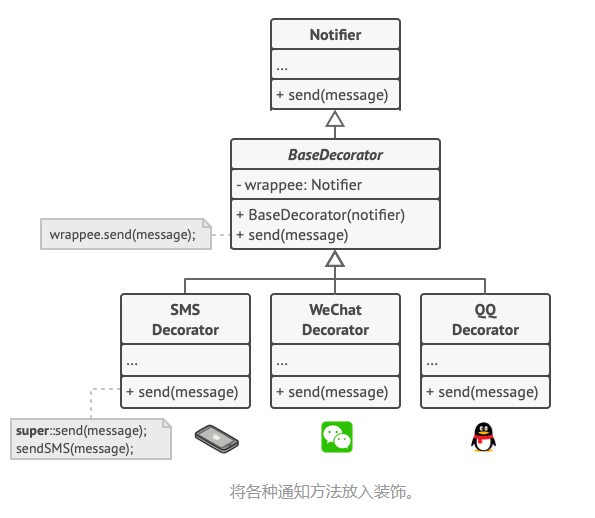 Notifier
...
+ send(message)
BaseDecorator
- wrappee: Notifier
+ BaseDecorator(notifier)
+ send(message)
wrappee.send(message);
SMS
Decorator
...
+ send(message)
WeChat
Decorator
...
+ send(message)
QQ
Decorator
...
+ send(message)
super::send(message);
sendSMS(message);
将各种通知方法放入装饰。